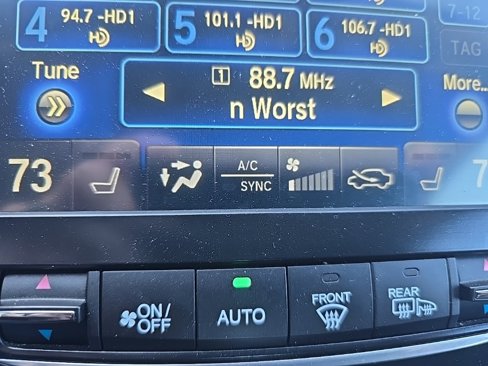 4 94.7 -HD1
5 101.1 -HD1
6 106.7 -HD1
7-12
TAG
Tune
1 88.7 MHz
n Worst
More...
73
A/C
SYNC
7
ON/
OFF
AUTO
FRONT
REAR